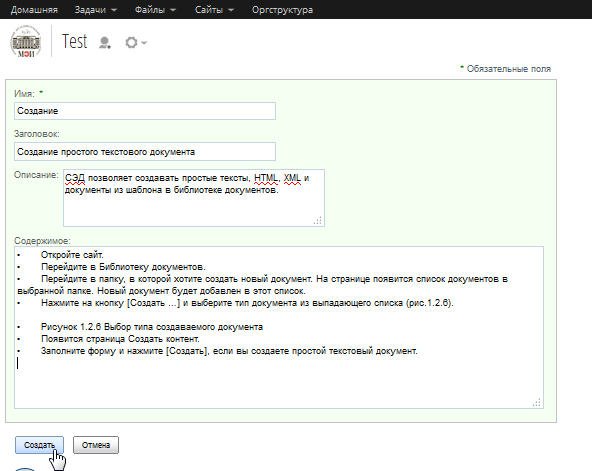 Домашняя Задачи Файлы Сайты Оргструктура
МЭИ
Test
* Обязательные поля
Имя: *
Создание
Заголовок:
Создание простого текстового документа
Описание:
СЭД позволяет создавать простые тексты, HTML, XML и
документы из шаблона в библиотеке документов.
Содержимое:
• Откройте сайт.
• Перейдите в Библиотеку документов.
• Перейдите в папку, в которой хотите создать новый документ. На странице появится список документов в
выбранной папке. Новый документ будет добавлен в этот список.
• Нажмите на кнопку [Создать ...] и выберите тип документа из выпадающего списка (рис.1.2.6).
• Рисунок 1.2.6 Выбор типа создаваемого документа
• Появится страница Создать контент.
• Заполните форму и нажмите [Создать], если вы создаете простой текстовый документ.
Создать Отмена